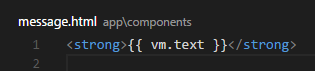 message.html app\components
1 <strong>{{ vm.text }}</strong>
2